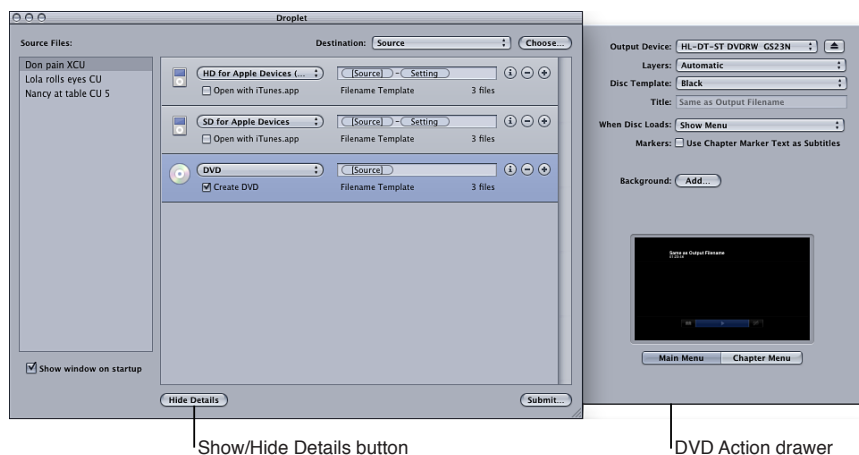 Droplet
Source Files:
Destination: Source Choose...
Don pain XCU
Lola rolls eyes CU
Nancy at table CU 5
HD for Apple Devices (... [Source] - Setting
Open with iTunes.app Filename Template 3 files
SD for Apple Devices [Source] - Setting
Open with iTunes.app Filename Template 3 files
DVD [Source]
Create DVD Filename Template 3 files
Show window on startup
Hide Details Submit...
Output Device: HL-DT-ST DVDRW GS23N
Layers: Automatic
Disc Template: Black
Title: Same as Output Filename
When Disc Loads: Show Menu
Markers: Use Chapter Marker Text as Subtitles
Background: Add...
Same as Output Filename
Main Menu Chapter Menu
Show/Hide Details button
DVD Action drawer